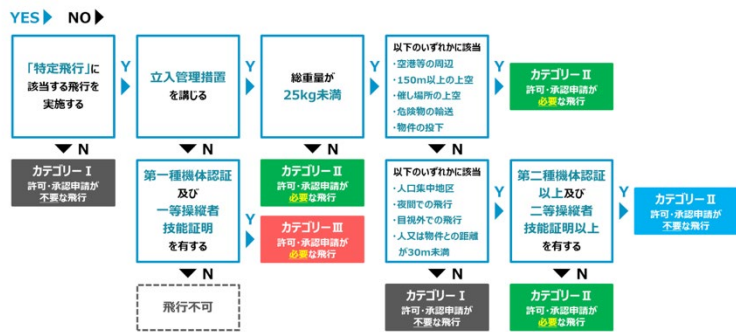 YES NO
「特定飛行」に
該当する飛行を
実施する
Y
立入管理措置
を講じる
Y
総重量が
25kg未満
Y
以下のいずれかに該当
・空港等の周辺
・150m以上の上空
・催し場所の上空
・危険物の輸送
・物件の投下
Y
カテゴリーⅡ
許可・承認申請が
必要な飛行
N
N
N
N
カテゴリーⅠ
許可・承認申請が
不要な飛行
第一種機体認証
及び
一等操縦者
技能証明
を有する
Y
カテゴリーⅡ
許可・承認申請が
必要な飛行
カテゴリーⅢ
許可・承認申請が
必要な飛行
以下のいずれかに該当
・人口集中地区
・夜間での飛行
・目視外での飛行
・人又は物件との距離
が30m未満
Y
第二種機体認証
以上及び
二等操縦者
技能証明以上
を有する
Y
カテゴリーⅡ
許可・承認申請が
不要な飛行
N
N
N
飛行不可
カテゴリーⅠ
許可・承認申請が
不要な飛行
カテゴリーⅡ
許可・承認申請が
必要な飛行